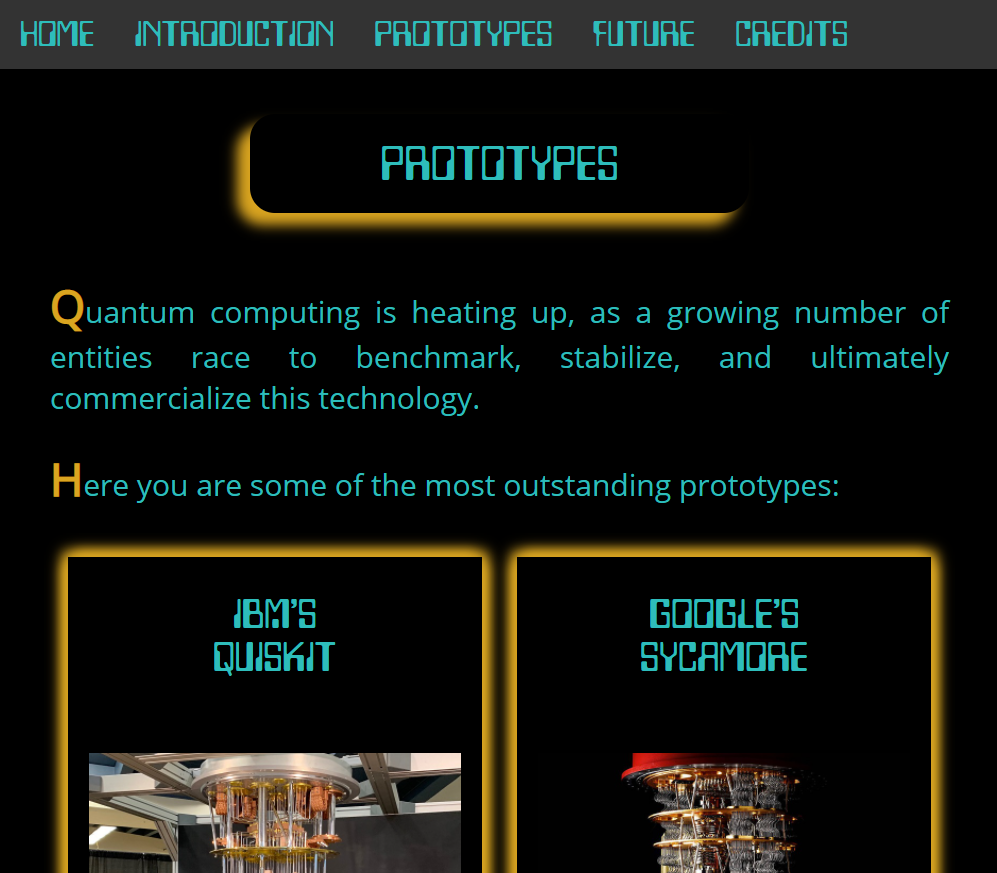 HOME INTRODUCTION PROTOTYPES FUTURE CREDITS
PROTOTYPES
Quantum computing is heating up, as a growing number of
entities race to benchmark, stabilize, and ultimately
commercialize this technology.
Here you are some of the most outstanding prototypes:
IBM'S
QUISKIT
GOOGLE'S
SYCAMORE